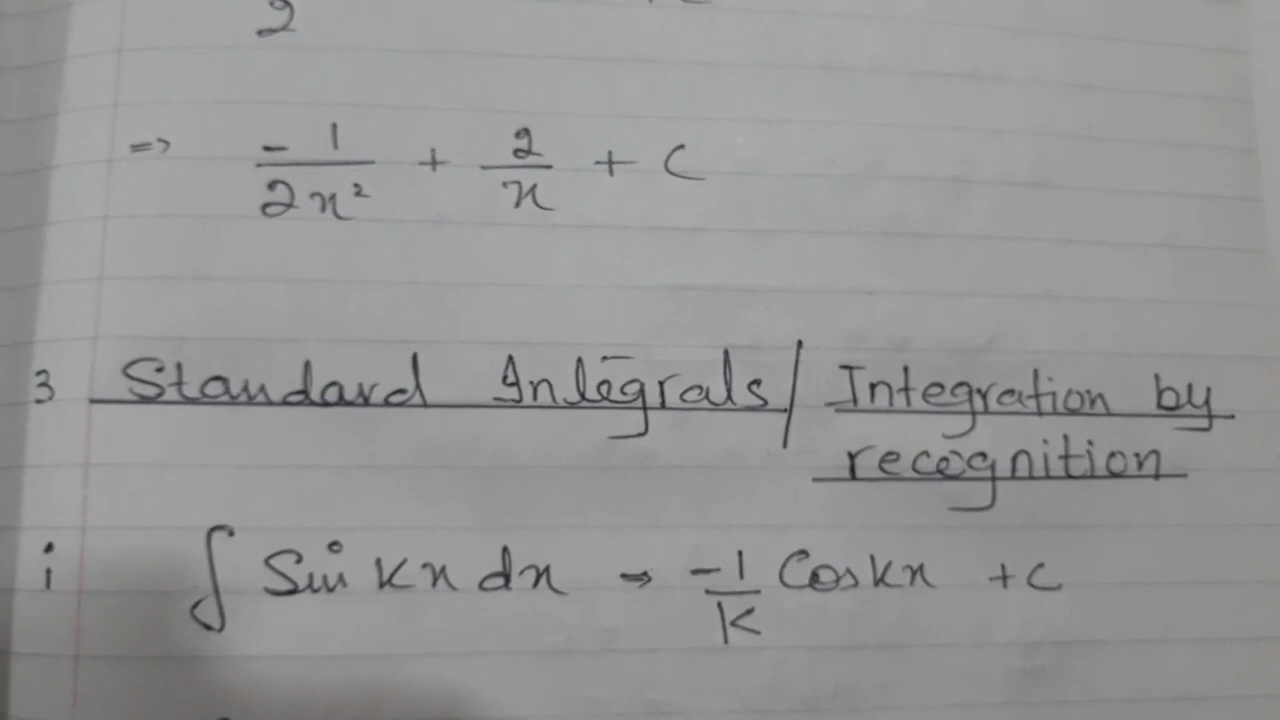 2
=> -1/2x² + 2/x + C
3 Standard Integrals / Integration by
recognition
i ∫ Sin kx dx → -1/K Cos kx + C